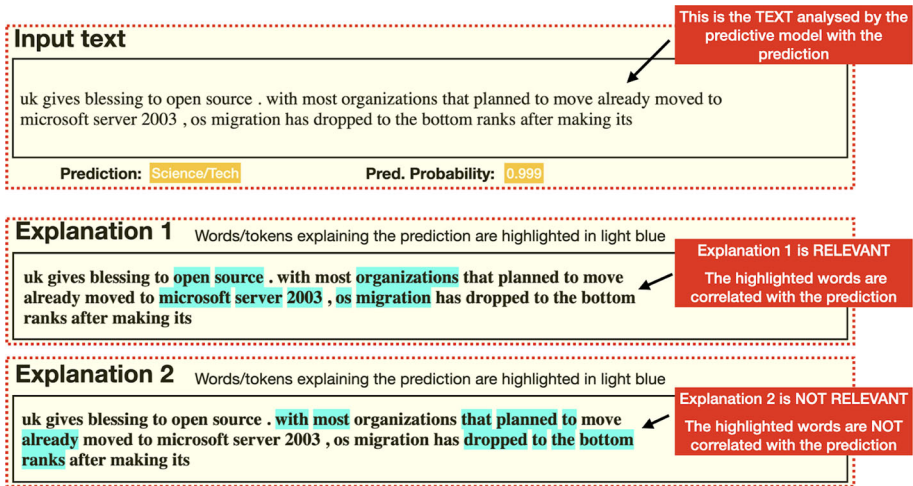 This is the TEXT analysed by the
predictive model with the
prediction
Input text
uk gives blessing to open source . with most organizations that planned to move already moved to
microsoft server 2003 , os migration has dropped to the bottom ranks after making its
Prediction: Science/Tech Pred. Probability: 0.999
Explanation 1 Words/tokens explaining the prediction are highlighted in light blue
uk gives blessing to open source . with most organizations that planned to move
already moved to microsoft server 2003 , os migration has dropped to the bottom
ranks after making its
Explanation 1 is RELEVANT
The highlighted words are
correlated with the prediction
Explanation 2 Words/tokens explaining the prediction are highlighted in light blue
uk gives blessing to open source . with most organizations that planned to move
already moved to microsoft server 2003 , os migration has dropped to the bottom
ranks after making its
Explanation 2 is NOT RELEVANT
The highlighted words are NOT
correlated with the prediction